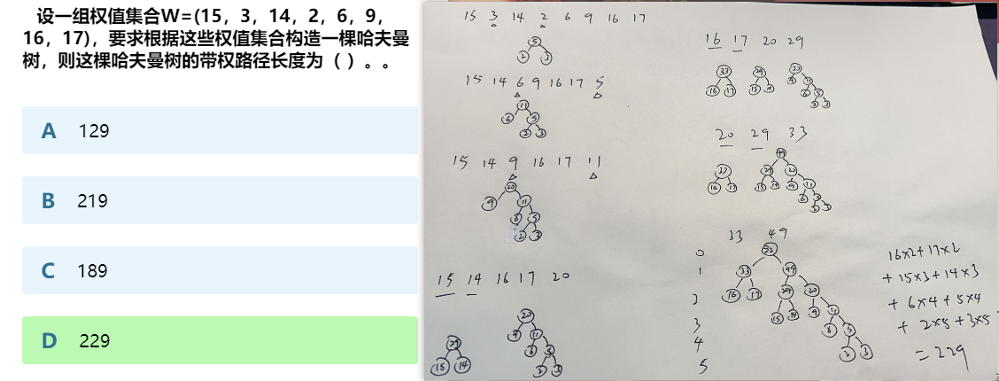 设一组权值集合W=(15，3，14，2，6，9，
16，17)，要求根据这些权值集合构造一棵哈夫曼
树，则这棵哈夫曼树的带权路径长度为（ ）。。
A 129
B 219
C 189
D 229
15 3 14 2 6 9 16 17
5
2 3
15 14 6 9 16 17 5
11
6 5
2 3
15 14 9 16 17 11
20
9 11
6 5
2 3
15 14 16 17 20
29
15 14
20
9 11
6 5
2 3
16 17 20 29
33
16 17
29
15 14
20
9 11
6 5
2 3
20 29 33
33
16 17
49
29 20
15 14 9 11
6 5
2 3
33 49
0
1 33 49
2 16 17 29 20
3 15 14 9 11
4 6 5
5 2 3
16×2+17×2
+15×3+14×3
+6×4+5×4
+2×5+3×5
=229